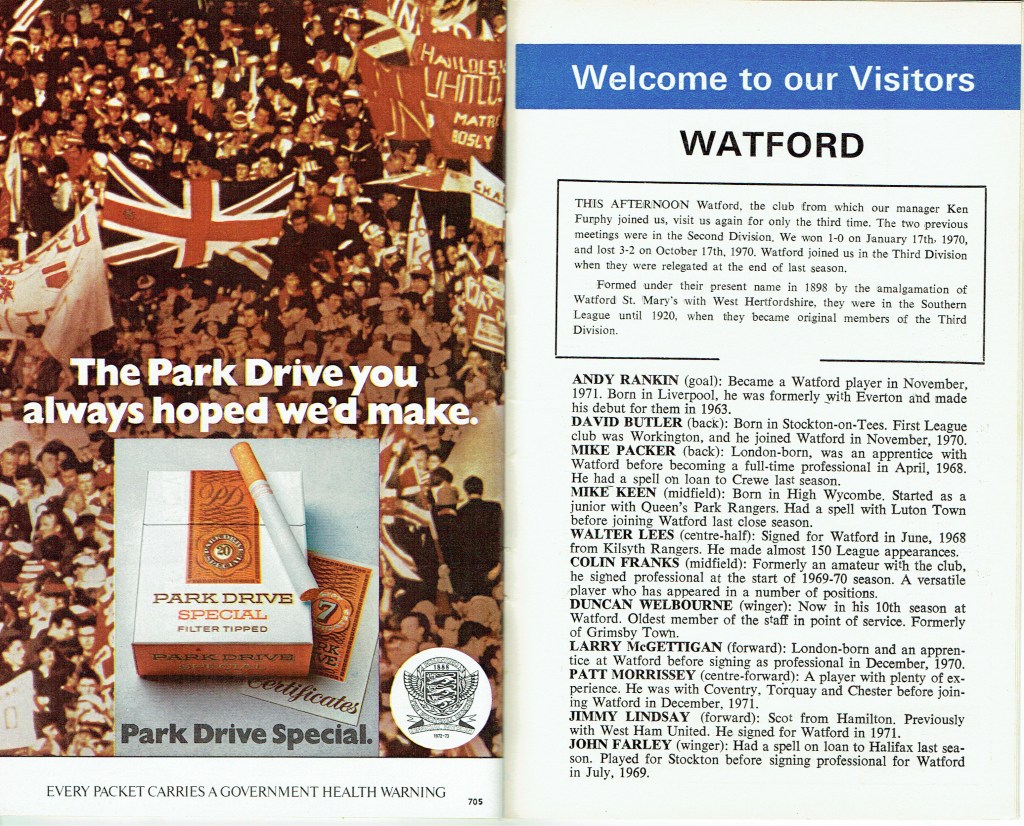 HAROLDS
UHITLO
MATR
BOSLY
CHA
The Park Drive you
always hoped we'd make.
PD
PARK DRIVE
20
SPECIAL
PARK DRIVE
SPECIAL
FILTER TIPPED
PARK DRIVE
SPECIAL
7
RK
VE
Certificates
1888
1972-73
Park Drive Special.
EVERY PACKET CARRIES A GOVERNMENT HEALTH WARNING
705
Welcome to our Visitors
WATFORD
THIS AFTERNOON Watford, the club from which our manager Ken
Furphy joined us, visit us again for only the third time. The two previous
meetings were in the Second Division. We won 1-0 on January 17th, 1970,
and lost 3-2 on October 17th, 1970. Watford joined us in the Third Division
when they were relegated at the end of last season.
Formed under their present name in 1898 by the amalgamation of
Watford St. Mary's with West Hertfordshire, they were in the Southern
League until 1920, when they became original members of the Third
Division.
ANDY RANKIN (goal): Became a Watford player in November,
1971. Born in Liverpool, he was formerly with Everton and made
his debut for them in 1963.
DAVID BUTLER (back): Born in Stockton-on-Tees. First League
club was Workington, and he joined Watford in November, 1970.
MIKE PACKER (back): London-born, was an apprentice with
Watford before becoming a full-time professional in April, 1968.
He had a spell on loan to Crewe last season.
MIKE KEEN (midfield): Born in High Wycombe. Started as a
junior with Queen's Park Rangers. Had a spell with Luton Town
before joining Watford last close season.
WALTER LEES (centre-half): Signed for Watford in June, 1968
from Kilsyth Rangers. He made almost 150 League appearances.
COLIN FRANKS (midfield): Formerly an amateur with the club,
he signed professional at the start of 1969-70 season. A versatile
player who has appeared in a number of positions.
DUNCAN WELBOURNE (winger): Now in his 10th season at
Watford. Oldest member of the staff in point of service. Formerly
of Grimsby Town.
LARRY McGETTIGAN (forward): London-born and an appren-
tice at Watford before signing as professional in December, 1970.
PATT MORRISSEY (centre-forward): A player with plenty of ex-
perience. He was with Coventry, Torquay and Chester before join-
ing Watford in December, 1971.
JIMMY LINDSAY (forward): Scot from Hamilton. Previously
with West Ham United. He signed for Watford in 1971.
JOHN FARLEY (winger): Had a spell on loan to Halifax last sea-
son. Played for Stockton before signing professional for Watford
in July, 1969.